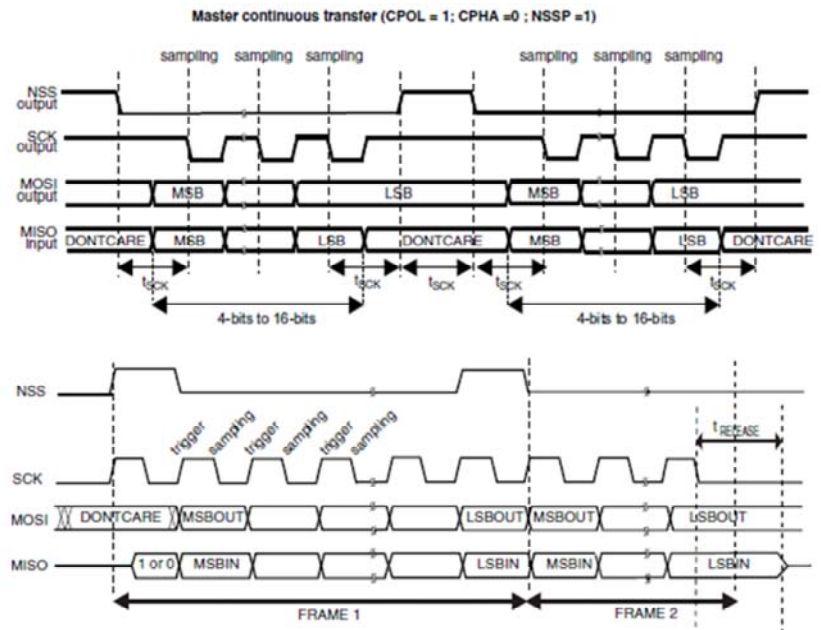 Master continuous transfer (CPOL = 1; CPHA =0 ; NSSP =1)
sampling sampling sampling sampling sampling sampling
NSS
output
SCK
output
MOSI
output
MSB LSB MSB LSB
MISO
Input
DONTCARE MSB LSB DONTCARE MSB LSB DONTCARE
tSCK tSCK tSCK tSCK tSCK
4-bits to 16-bits 4-bits to 16-bits
NSS
trigger sampling trigger sampling trigger sampling
tRELEASE
SCK
MOSI DONTCARE MSBOUT LSBOUT MSBOUT LSBOUT
MISO 1 or 0 MSBIN LSBIN MSBIN LSBIN
FRAME 1 FRAME 2